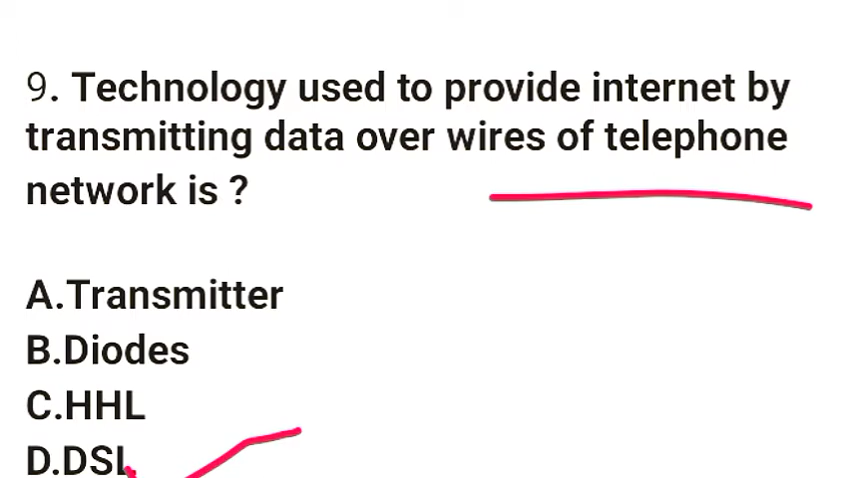 9. Technology used to provide internet by
transmitting data over wires of telephone
network is ?
A.Transmitter
B.Diodes
C.HHL
D.DSL